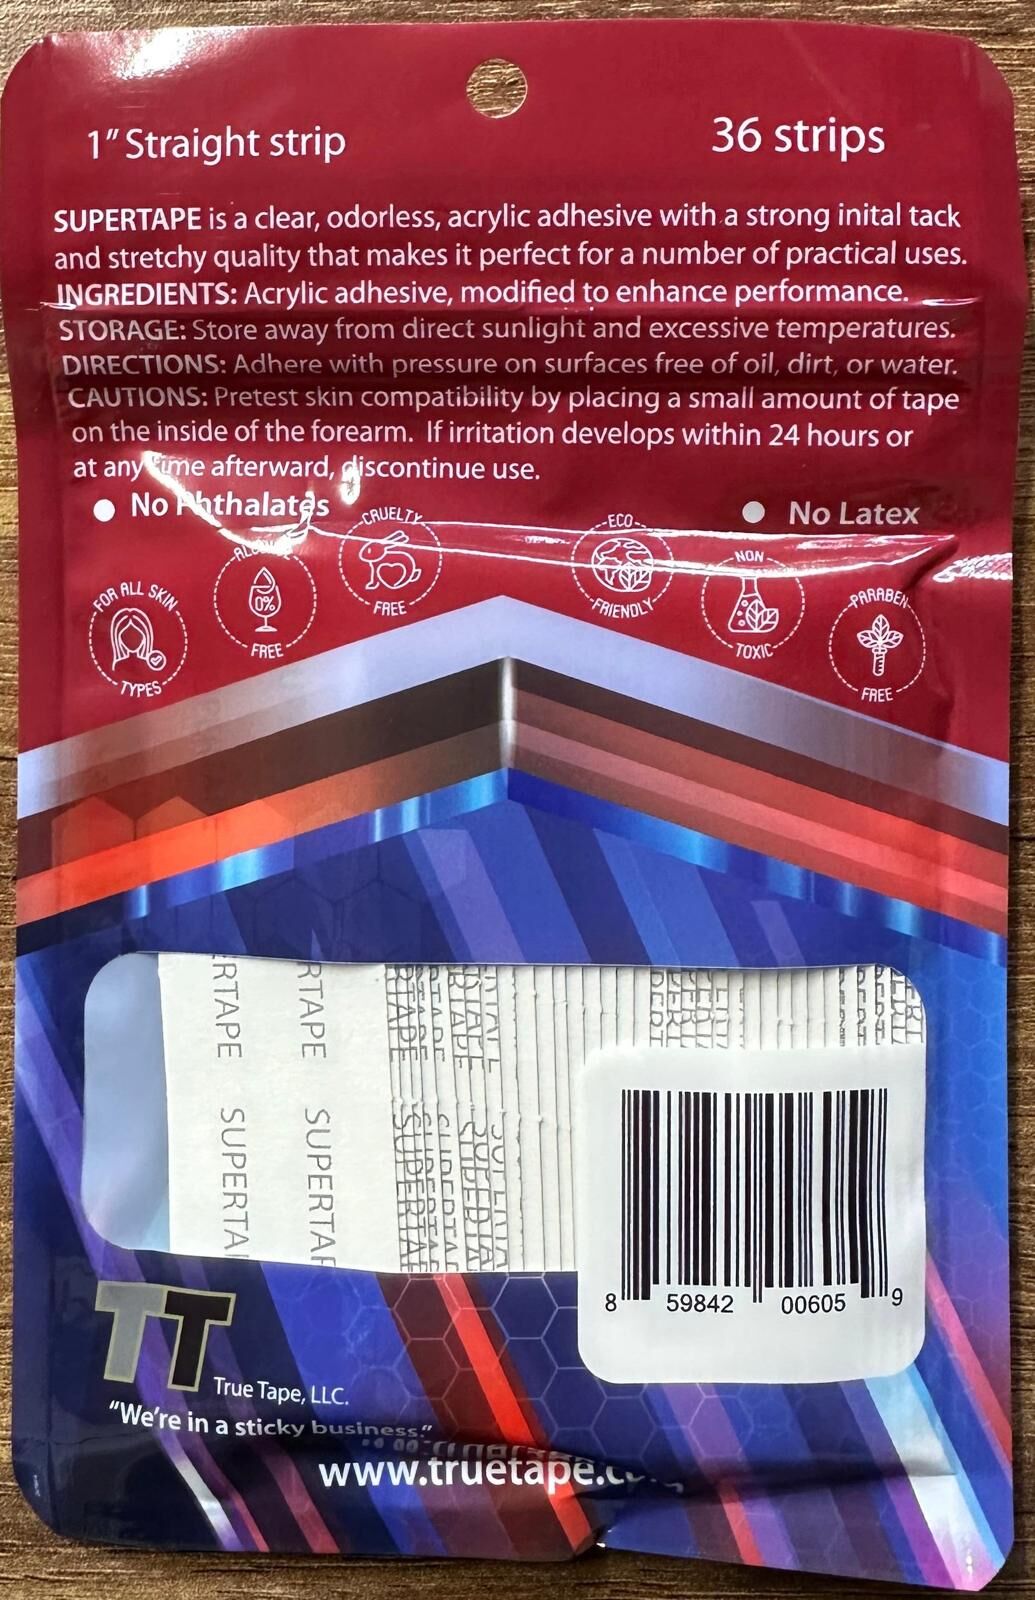 1" Straight strip
36 strips
SUPERTAPE is a clear, odorless, acrylic adhesive with a strong inital tack
and stretchy quality that makes it perfect for a number of practical uses.
INGREDIENTS: Acrylic adhesive, modified to enhance performance.
STORAGE: Store away from direct sunlight and excessive temperatures.
DIRECTIONS: Adhere with pressure on surfaces free of oil, dirt, or water.
CAUTIONS: Pretest skin compatibility by placing a small amount of tape
on the inside of the forearm. If irritation develops within 24 hours or
at any time afterward, discontinue use.
No Phthalates
No Latex
FOR ALL SKIN
TYPES
ALCOHOL
0%
FREE
CRUELTY
FREE
ECO
FRIENDLY
NON
TOXIC
PARABEN
FREE
RTAPE SUPERTA
RTAPE SUPERTAP
8 59842 00605 9
TT
True Tape, LLC.
"We're in a sticky business."
www.truetape.c